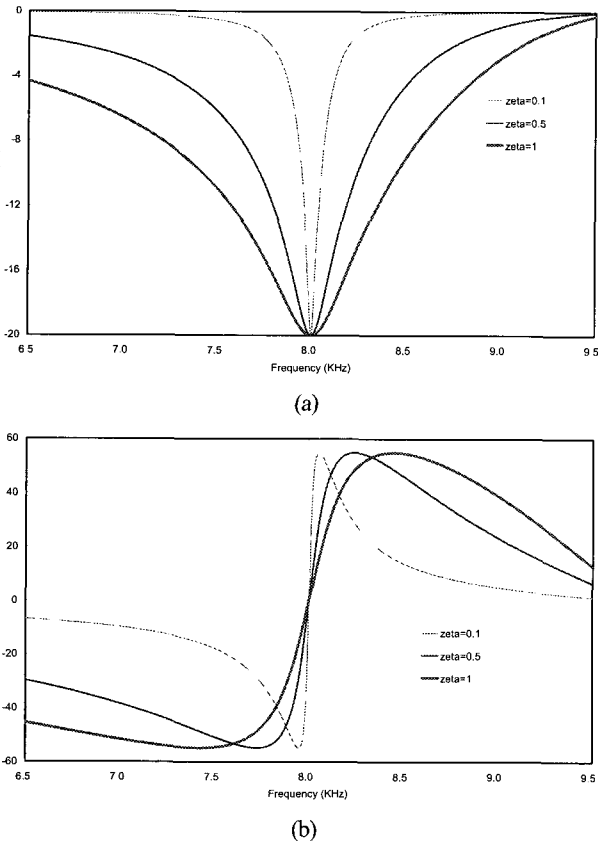 0
-4
-8
-12
-16
-20
zeta=0.1
zeta=0.5
zeta=1
6 5 7.0 7.5 8.0 8.5 9.0 9 5
Frequency (KHz)
(a)
60
40
20
0
-20
-40
-60
zeta=0.1
zeta=0.5
zeta=1
6.5 7 0 7.5 8.0 8.5 9.0 9.5
Frequency (KHz)
(b)